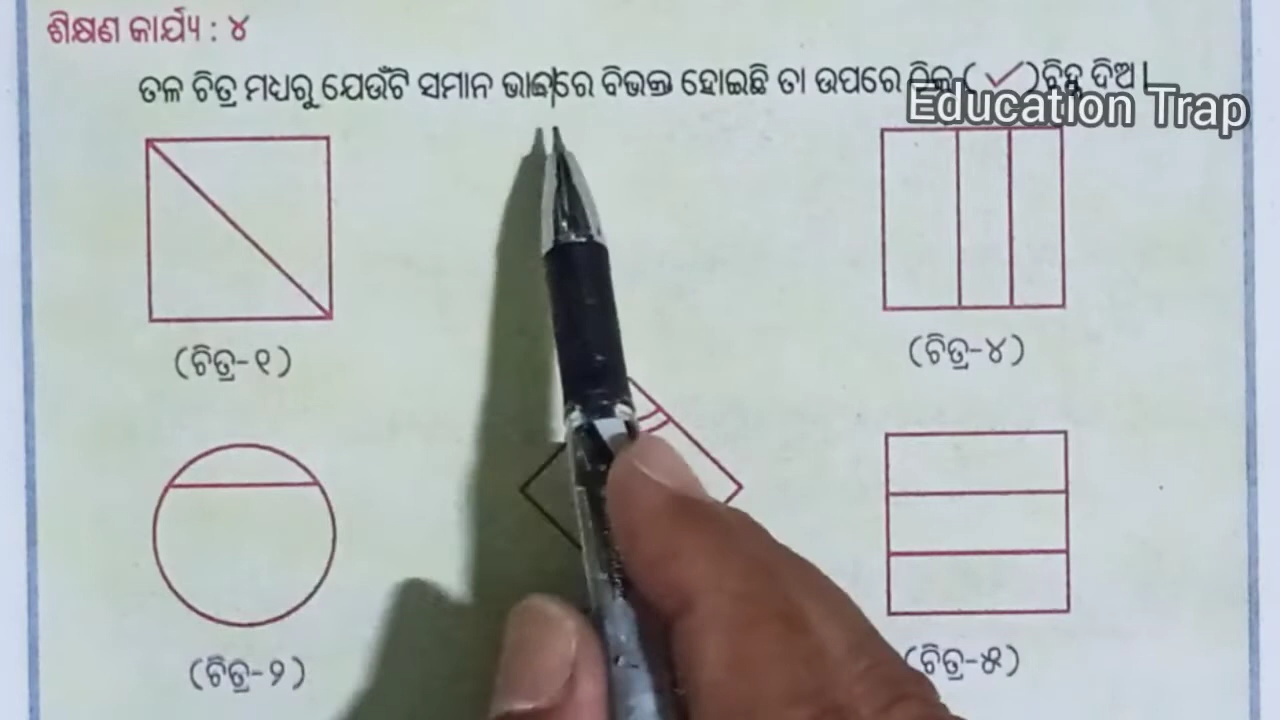 ଶିକ୍ଷଣ କାର୍ଯ୍ୟ : ୪
ତଳ ଚିତ୍ର ମଧ୍ୟରୁ ଯେଉଁଟି ସମାନ ଭାଗରେ ବିଭକ୍ତ ହୋଇଛି ତା ଉପରେ ଟିକ୍ (✓) ଚିହ୍ନ ଦିଅ।
Education Trap
(ଚିତ୍ର-୧)
(ଚିତ୍ର-୪)
(ଚିତ୍ର-୨)
(ଚିତ୍ର-୫)